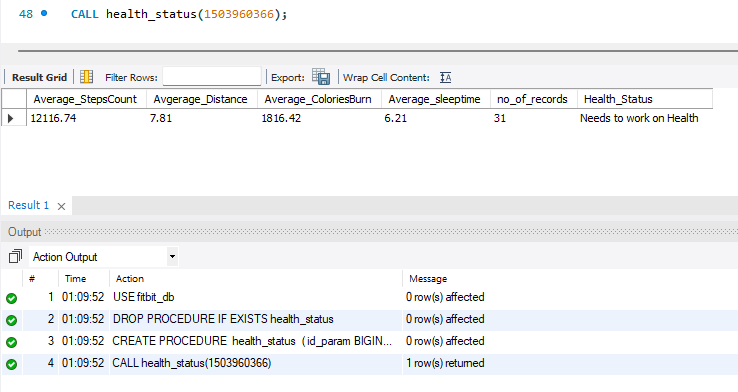 48 CALL health_status(1503960366);
Result Grid Filter Rows: Export: Wrap Cell Content:
Average_StepsCount Avgerage_Distance Average_ColoriesBurn Average_sleeptime no_of_records Health_Status
12116.74 7.81 1816.42 6.21 31 Needs to work on Health
Result 1
Output
Action Output
# Time Action Message
1 01:09:52 USE fitbit_db 0 row(s) affected
2 01:09:52 DROP PROCEDURE IF EXISTS health_status 0 row(s) affected
3 01:09:52 CREATE PROCEDURE health_status ( id_param BIGIN... 0 row(s) affected
4 01:09:52 CALL health_status(1503960366) 1 row(s) returned